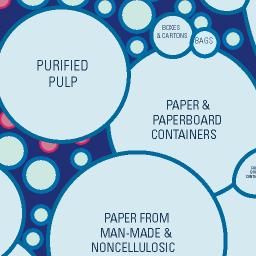 BOXES
& CARTONS
BAGS
PURIFIED
PULP
PAPER &
PAPERBOARD
CONTAINERS
PAPER FROM
MAN-MADE &
NONCELLULOSIC